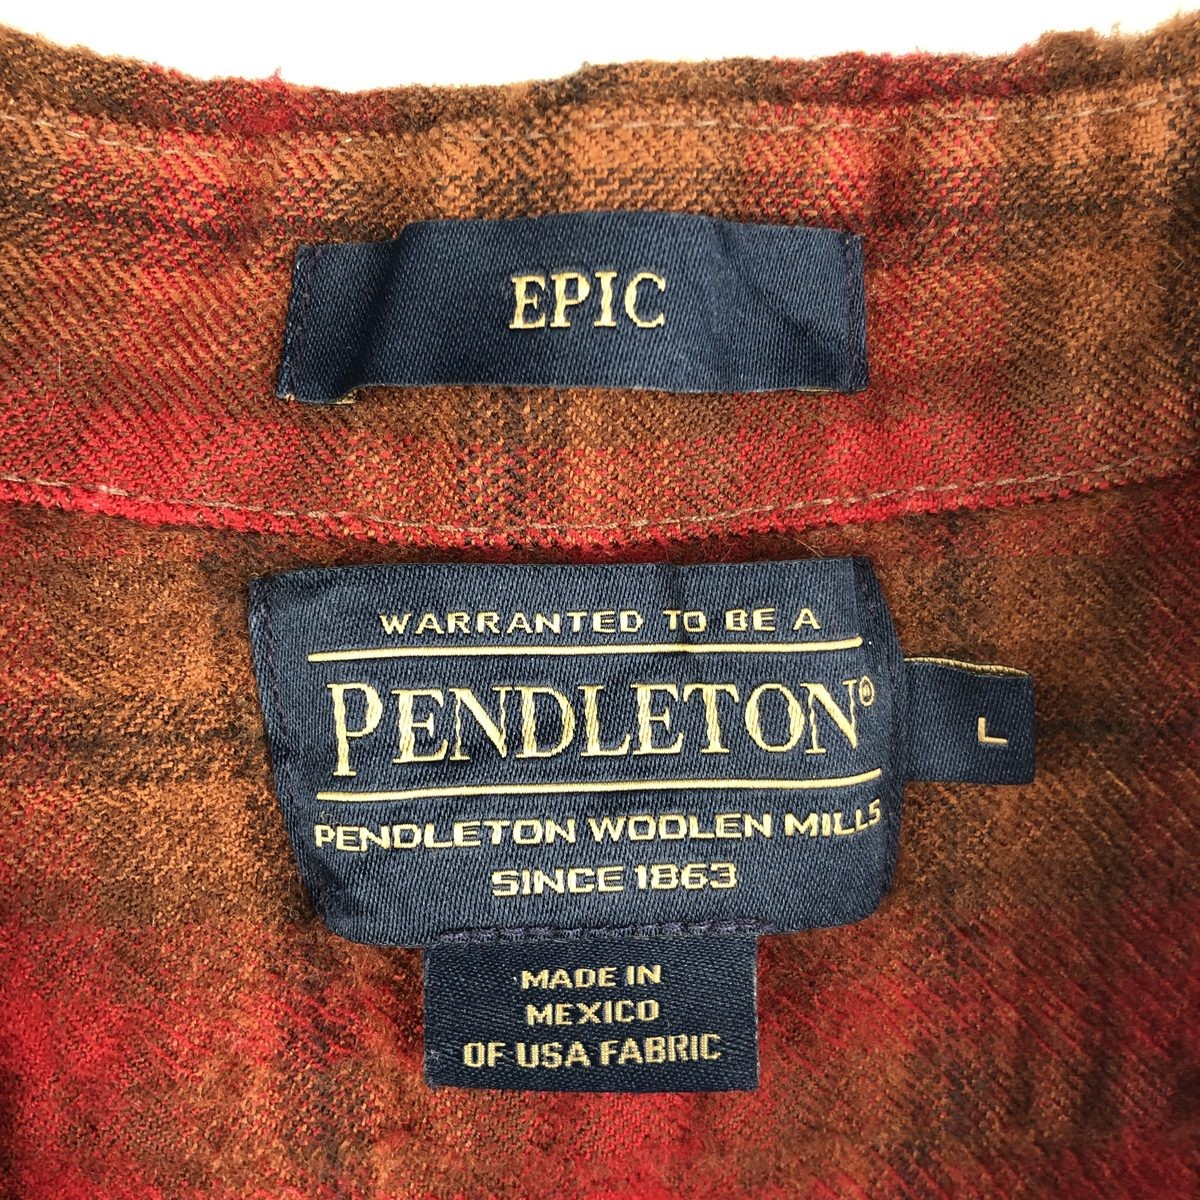 EPIC
WARRANTED TO BE A
PENDLETON®
L
PENDLETON WOOLEN MILLS
SINCE 1863
MADE IN
MEXICO
OF USA FABRIC